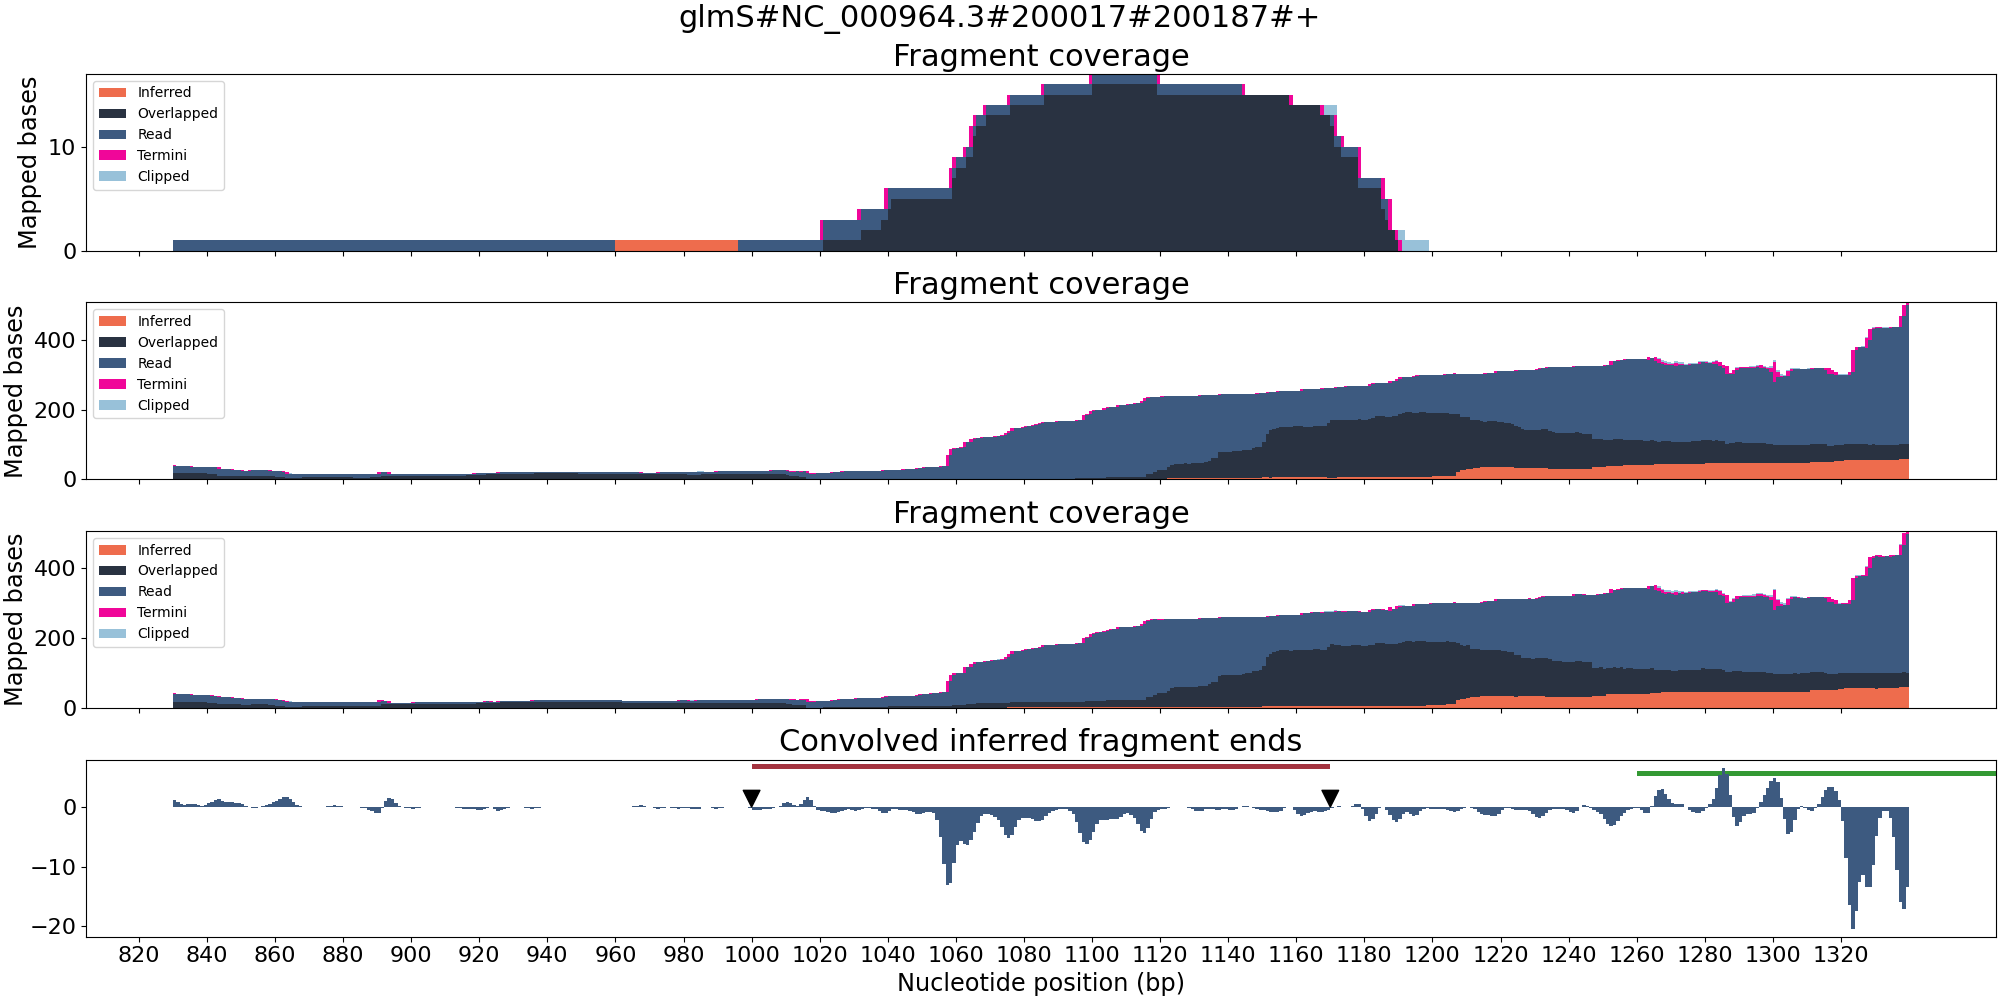 glmS#NC_000964.3#200017#200187#+
Fragment coverage
Mapped bases
10
0
Inferred
Overlapped
Read
Termini
Clipped
Fragment coverage
Mapped bases
400
200
0
Inferred
Overlapped
Read
Termini
Clipped
Fragment coverage
Mapped bases
400
200
0
Inferred
Overlapped
Read
Termini
Clipped
Convolved inferred fragment ends
0
−10
−20
820 840 860 880 900 920 940 960 980 1000 1020 1040 1060 1080 1100 1120 1140 1160 1180 1200 1220 1240 1260 1280 1300 1320
Nucleotide position (bp)